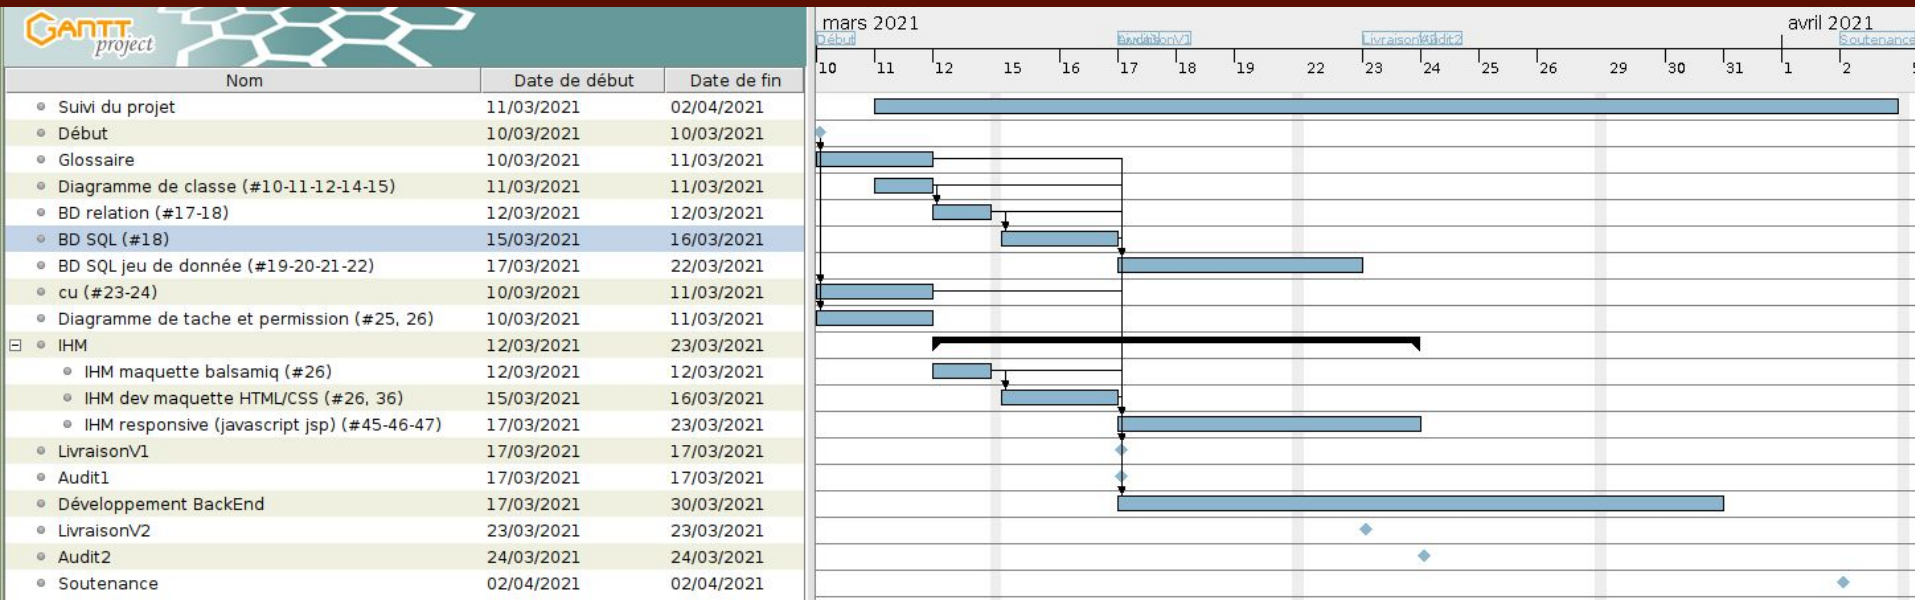 GANTT
project
mars 2021 avril 2021
Début LivraisonV1 Audit2 Soutenance
Nom Date de début Date de fin 10 11 12 15 16 17 18 19 22 23 24 25 26 29 30 31 1 2
Suivi du projet 11/03/2021 02/04/2021
Début 10/03/2021 10/03/2021
Glossaire 10/03/2021 11/03/2021
Diagramme de classe (#10-11-12-14-15) 11/03/2021 11/03/2021
BD relation (#17-18) 12/03/2021 12/03/2021
BD SQL (#18) 15/03/2021 16/03/2021
BD SQL jeu de donnée (#19-20-21-22) 17/03/2021 22/03/2021
cu (#23-24) 10/03/2021 11/03/2021
Diagramme de tache et permission (#25, 26) 10/03/2021 11/03/2021
IHM 12/03/2021 23/03/2021
IHM maquette balsamiq (#26) 12/03/2021 12/03/2021
IHM dev maquette HTML/CSS (#26, 36) 15/03/2021 16/03/2021
IHM responsive (javascript jsp) (#45-46-47) 17/03/2021 23/03/2021
LivraisonV1 17/03/2021 17/03/2021
Audit1 17/03/2021 17/03/2021
Développement BackEnd 17/03/2021 30/03/2021
LivraisonV2 23/03/2021 23/03/2021
Audit2 24/03/2021 24/03/2021
Soutenance 02/04/2021 02/04/2021